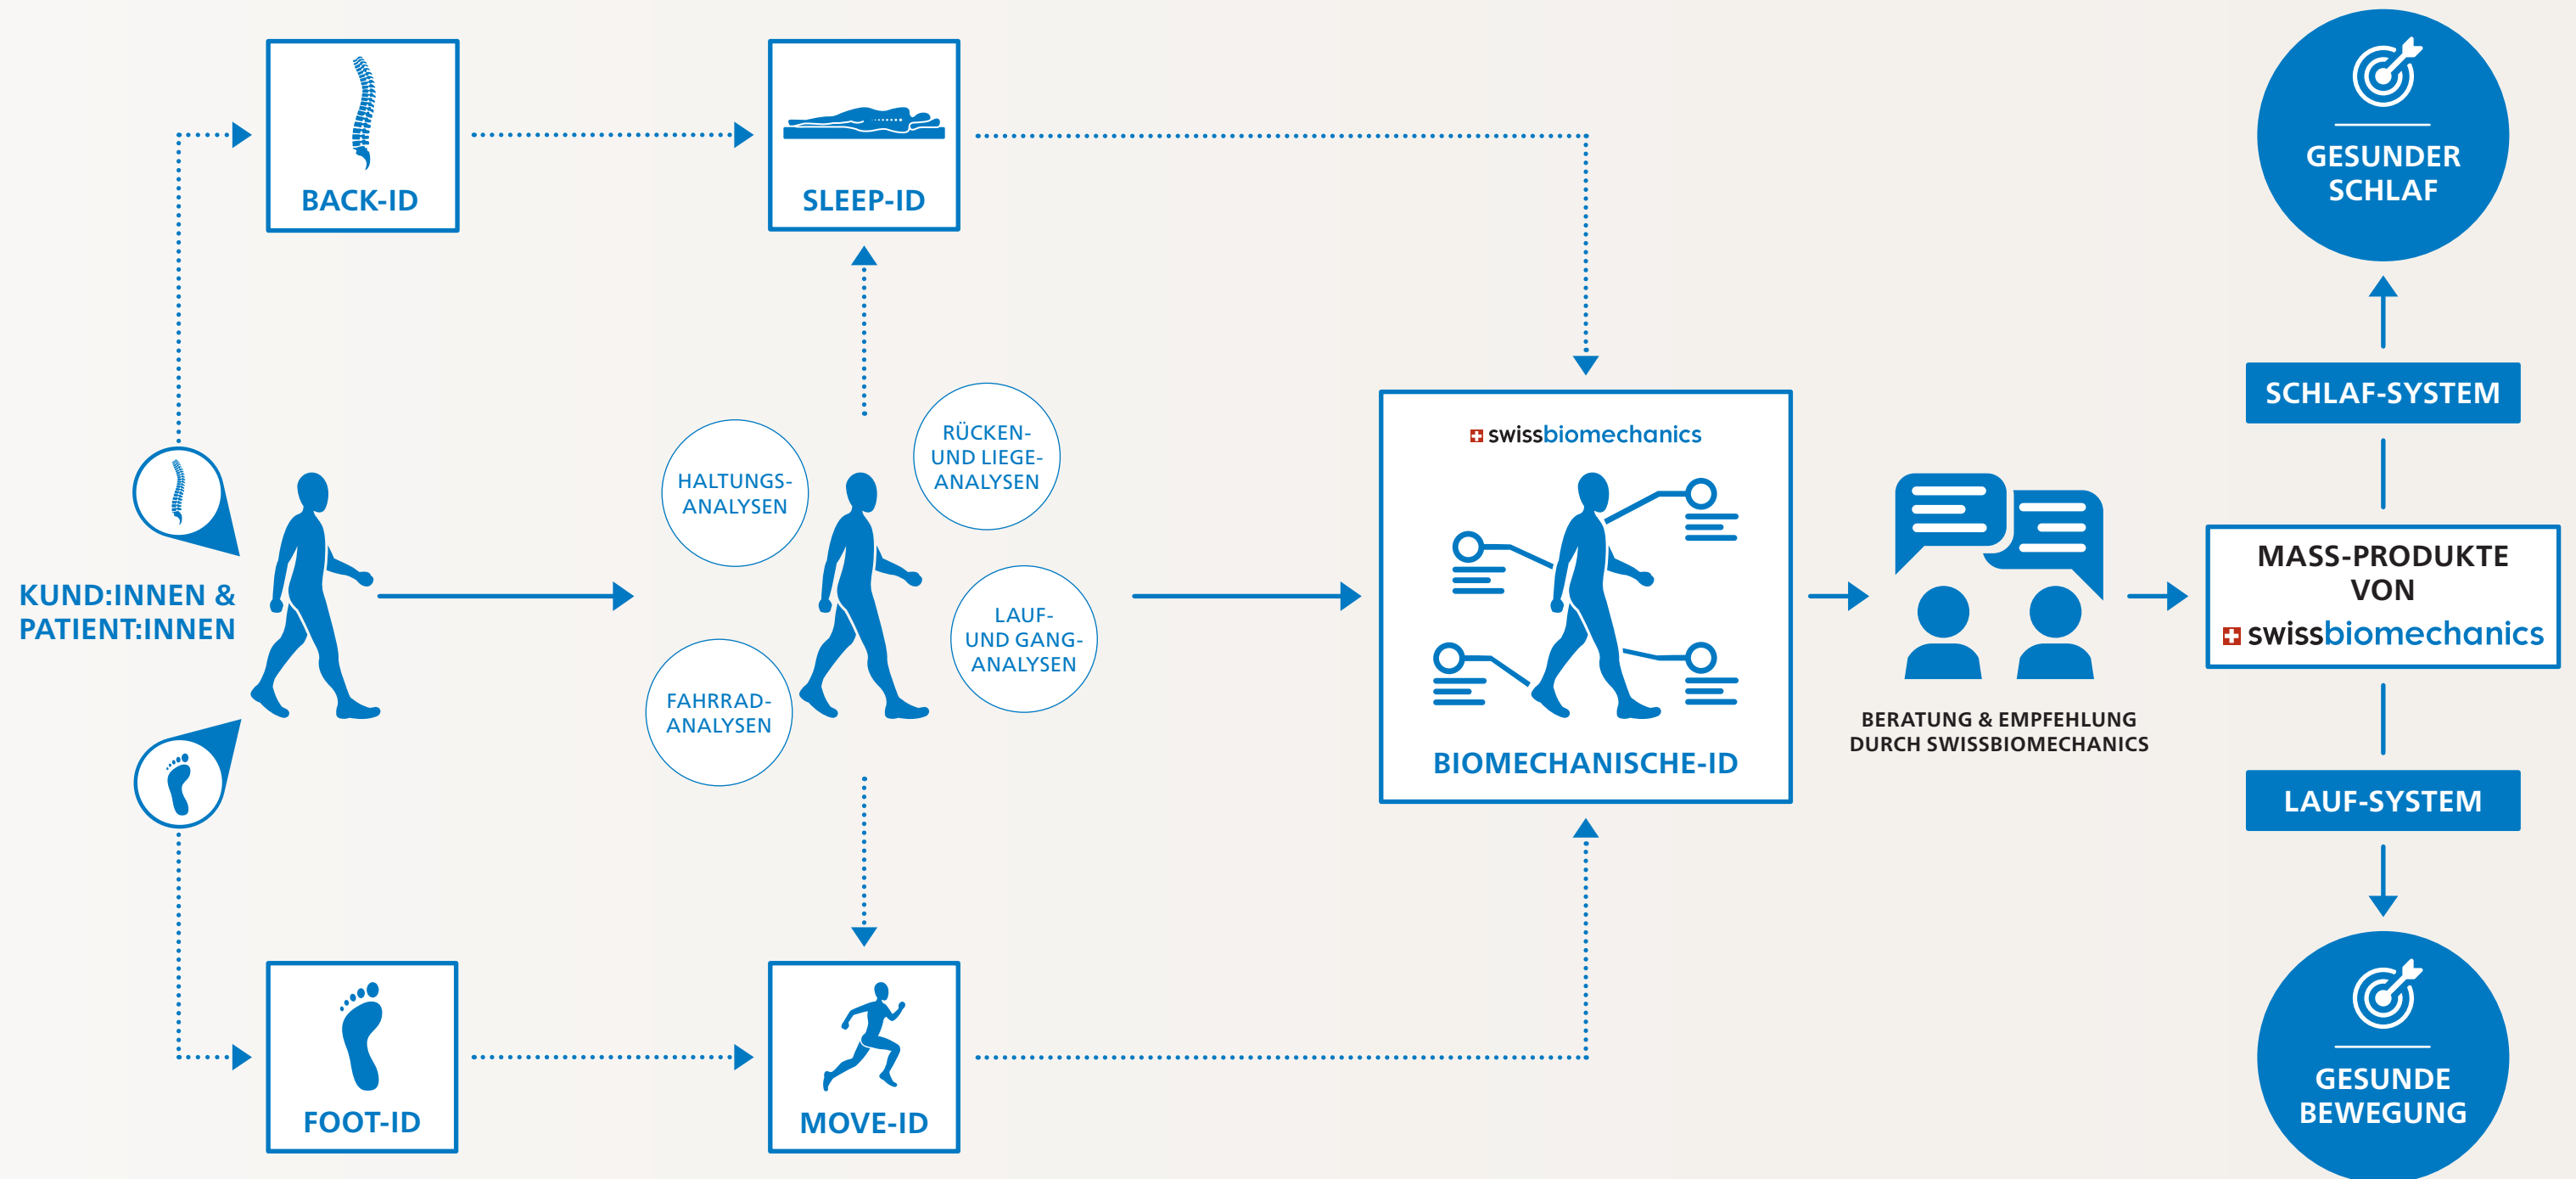 BACK-ID
SLEEP-ID
GESUNDER
SCHLAF
SCHLAF-SYSTEM
KUND:INNEN &
PATIENT:INNEN
HALTUNGS-
ANALYSEN
RÜCKEN-
UND LIEGE-
ANALYSEN
LAUF-
UND GANG-
ANALYSEN
FAHRRAD-
ANALYSEN
swissbiomechanics
BIOMECHANISCHE-ID
BERATUNG & EMPFEHLUNG
DURCH SWISSBIOMECHANICS
MASS-PRODUKTE
VON
swissbiomechanics
LAUF-SYSTEM
FOOT-ID
MOVE-ID
GESUNDE
BEWEGUNG